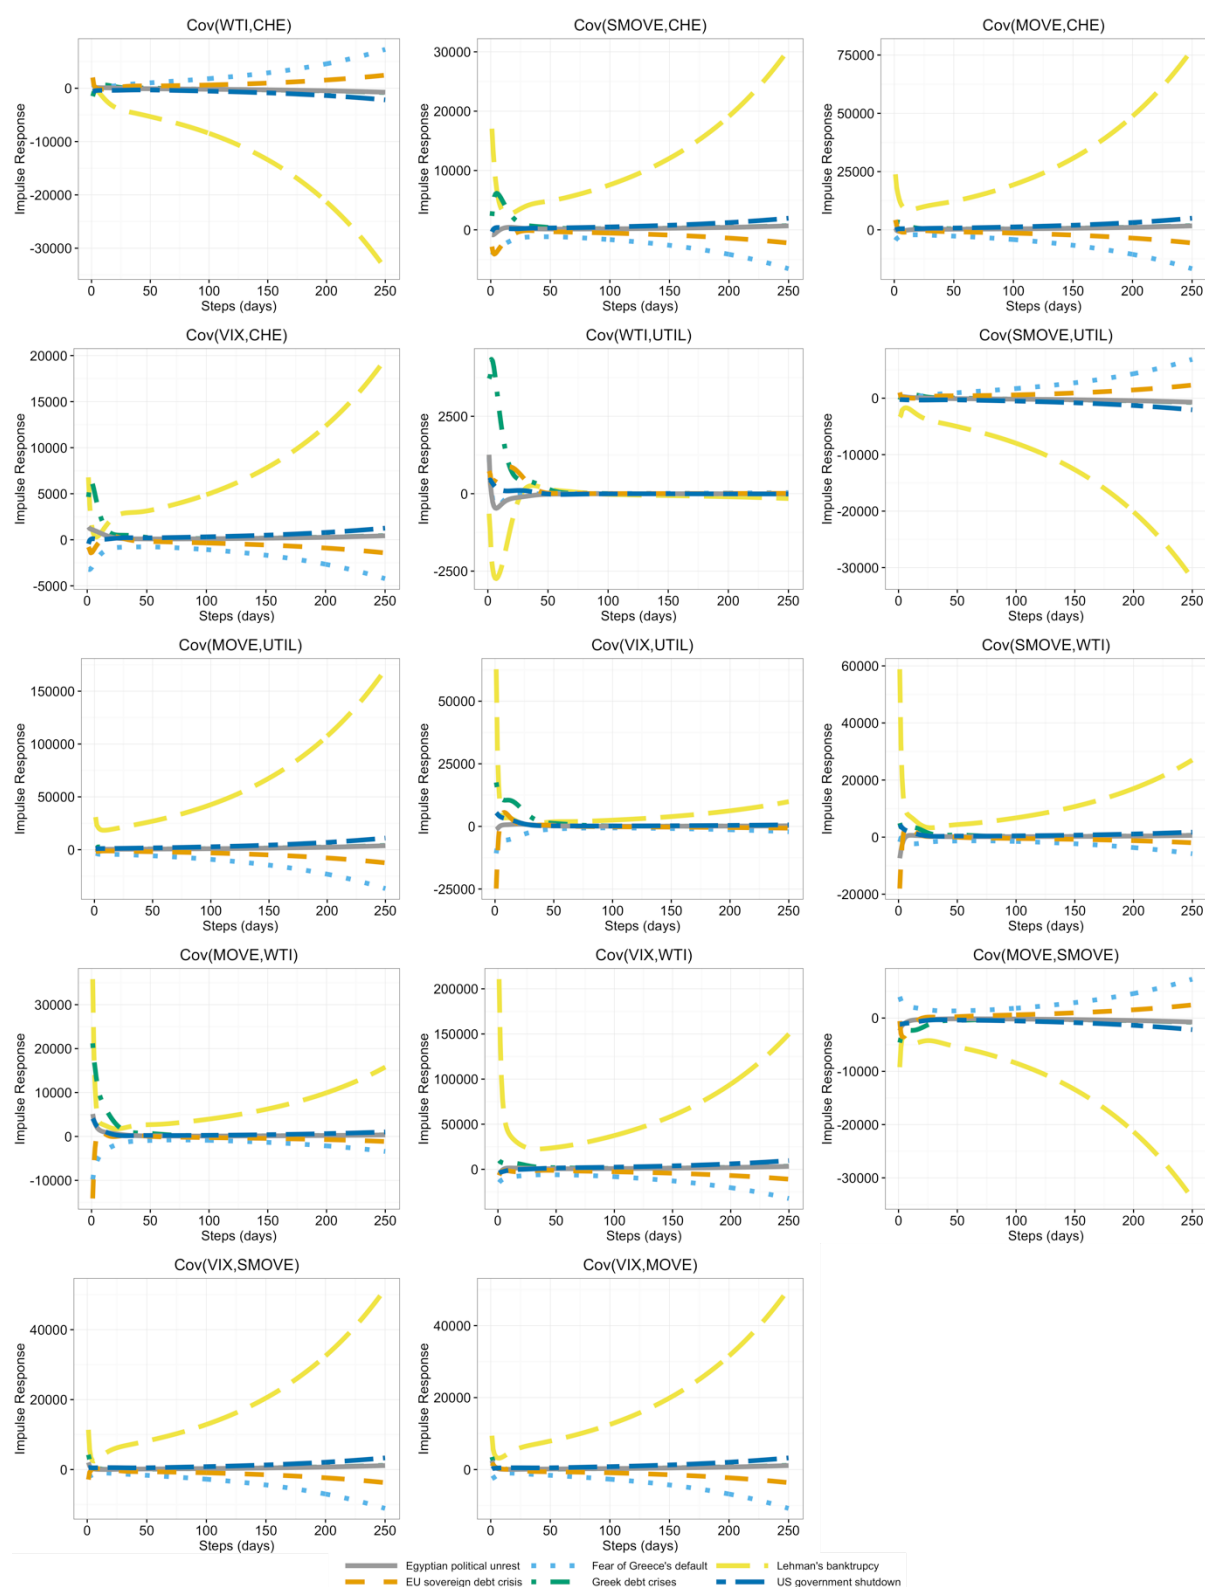 Cov(WTI,CHE)
Cov(SMOVE,CHE)
Cov(MOVE,CHE)
Impulse Response
0
-10000
-20000
-30000
0 50 100 150 200 250
Steps (days)
Impulse Response
30000
20000
10000
0
0 50 100 150 200 250
Steps (days)
Impulse Response
75000
50000
25000
0
0 50 100 150 200 250
Steps (days)
Cov(VIX,CHE)
Cov(WTI,UTIL)
Cov(SMOVE,UTIL)
Impulse Response
20000
15000
10000
5000
0
-5000
0 50 100 150 200 250
Steps (days)
Impulse Response
2500
0
-2500
0 50 100 150 200 250
Steps (days)
Impulse Response
0
-10000
-20000
-30000
0 50 100 150 200 250
Steps (days)
Cov(MOVE,UTIL)
Cov(VIX,UTIL)
Cov(SMOVE,WTI)
Impulse Response
150000
100000
50000
0
0 50 100 150 200 250
Steps (days)
Impulse Response
50000
25000
0
-25000
0 50 100 150 200 250
Steps (days)
Impulse Response
60000
40000
20000
0
-20000
0 50 100 150 200 250
Steps (days)
Cov(MOVE,WTI)
Cov(VIX,WTI)
Cov(MOVE,SMOVE)
Impulse Response
30000
20000
10000
0
-10000
0 50 100 150 200 250
Steps (days)
Impulse Response
200000
150000
100000
50000
0
0 50 100 150 200 250
Steps (days)
Impulse Response
0
-10000
-20000
-30000
0 50 100 150 200 250
Steps (days)
Cov(VIX,SMOVE)
Cov(VIX,MOVE)
Impulse Response
40000
20000
0
0 50 100 150 200 250
Steps (days)
Impulse Response
40000
20000
0
0 50 100 150 200 250
Steps (days)
Egyptian political unrest Fear of Greece's default Lehman's banktrupcy
EU sovereign debt crisis Greek debt crises US government shutdown